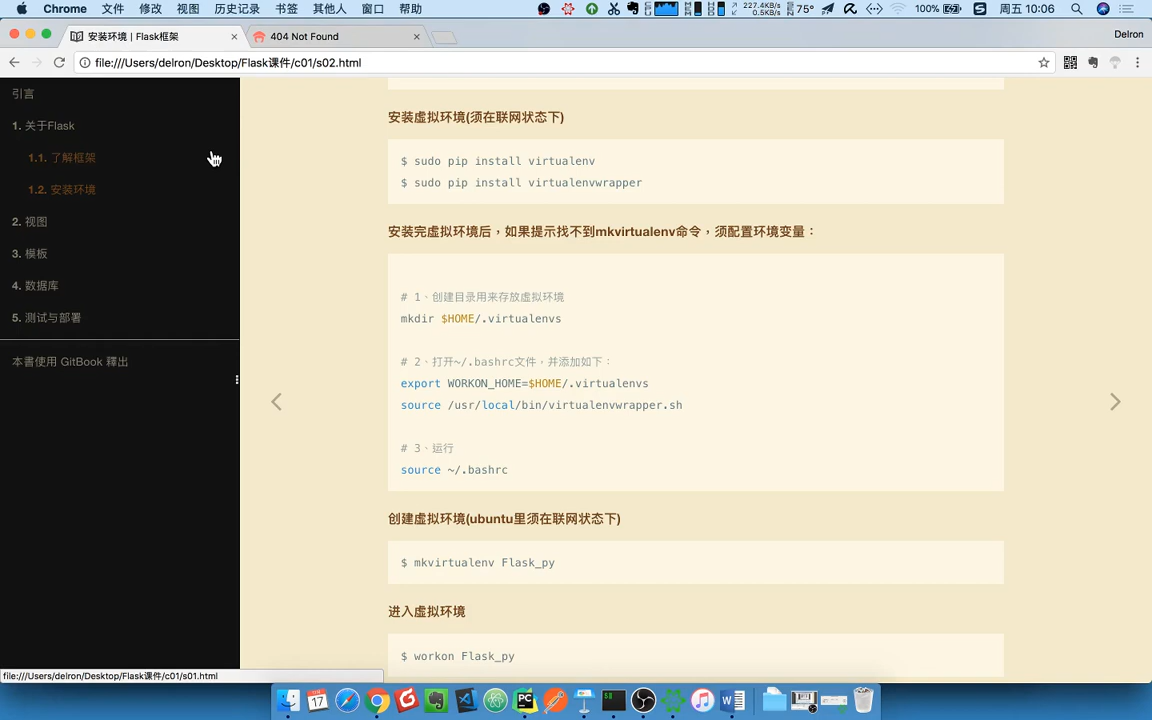 Chrome 文件 修改 视图 历史记录 书签 其他人 窗口 帮助 227.4KB/s 0.5KB/s 75° 100% 周五 10:06
安装环境 | Flask框架 404 Not Found Delron
file:///Users/delron/Desktop/Flask课件/c01/s02.html
引言
1. 关于Flask
1.1. 了解框架
1.2. 安装环境
2. 视图
3. 模板
4. 数据库
5. 测试与部署
本書使用 GitBook 釋出
安装虚拟环境(须在联网状态下)
$ sudo pip install virtualenv
$ sudo pip install virtualenvwrapper
安装完虚拟环境后，如果提示找不到mkvirtualenv命令，须配置环境变量：
# 1、创建目录用来存放虚拟环境
mkdir $HOME/.virtualenvs
# 2、打开~/.bashrc文件，并添加如下：
export WORKON_HOME=$HOME/.virtualenvs
source /usr/local/bin/virtualenvwrapper.sh
# 3、运行
source ~/.bashrc
创建虚拟环境(ubuntu里须在联网状态下)
$ mkvirtualenv Flask_py
进入虚拟环境
$ workon Flask_py
file:///Users/delron/Desktop/Flask课件/c01/s01.html